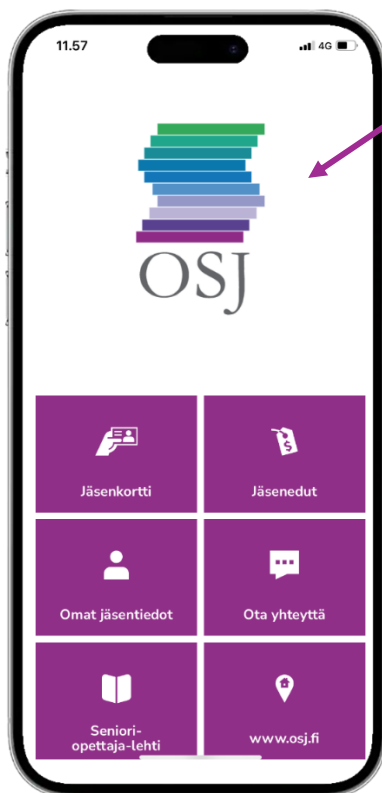 11.57
4G
OSJ
Jäsenkortti
Jäsenedut
Omat jäsentiedot
Ota yhteyttä
Seniori-
opettaja-lehti
www.osj.fi